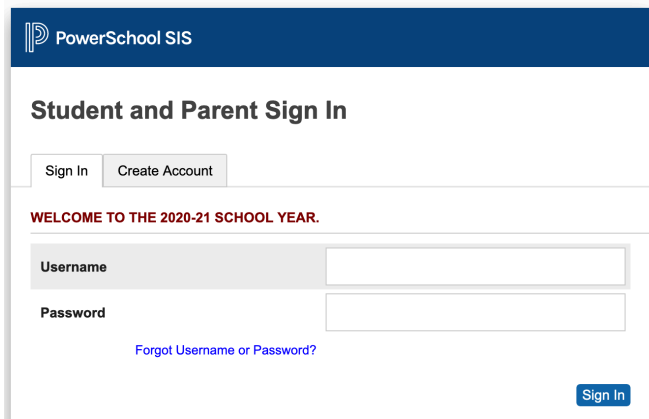 PowerSchool SIS
Student and Parent Sign In
Sign In Create Account
WELCOME TO THE 2020-21 SCHOOL YEAR.
Username
Password
Forgot Username or Password?
Sign In